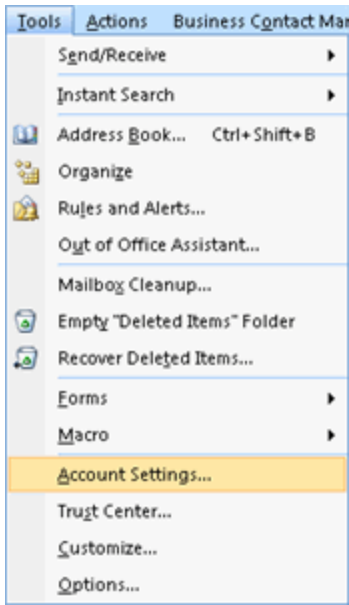 Tools Actions Business Contact Mar
Send/Receive
Instant Search
Address Book... Ctrl+Shift+B
Organize
Rules and Alerts...
Out of Office Assistant...
Mailbox Cleanup...
Empty "Deleted Items" Folder
Recover Deleted Items...
Forms
Macro
Account Settings...
Trust Center...
Customize...
Options...